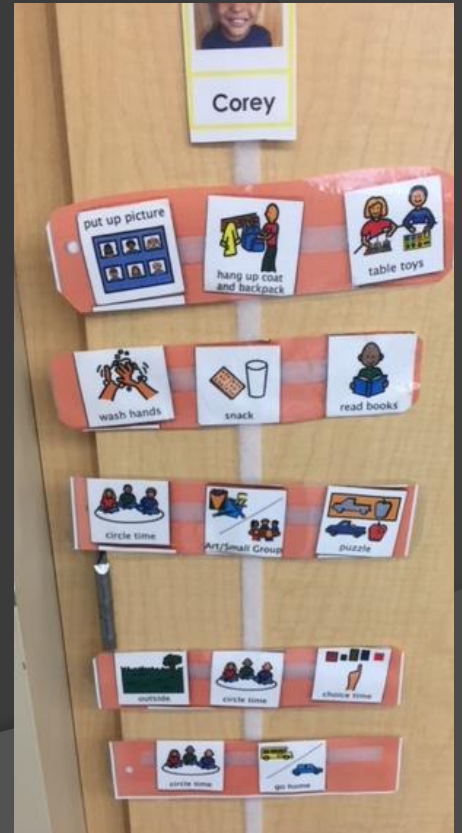 Corey
put up picture
hang up coat
and backpack
table toys
wash hands
snack
read books
circle time
Art/Small Group
puzzle
outside
circle time
choice time
circle time
go home